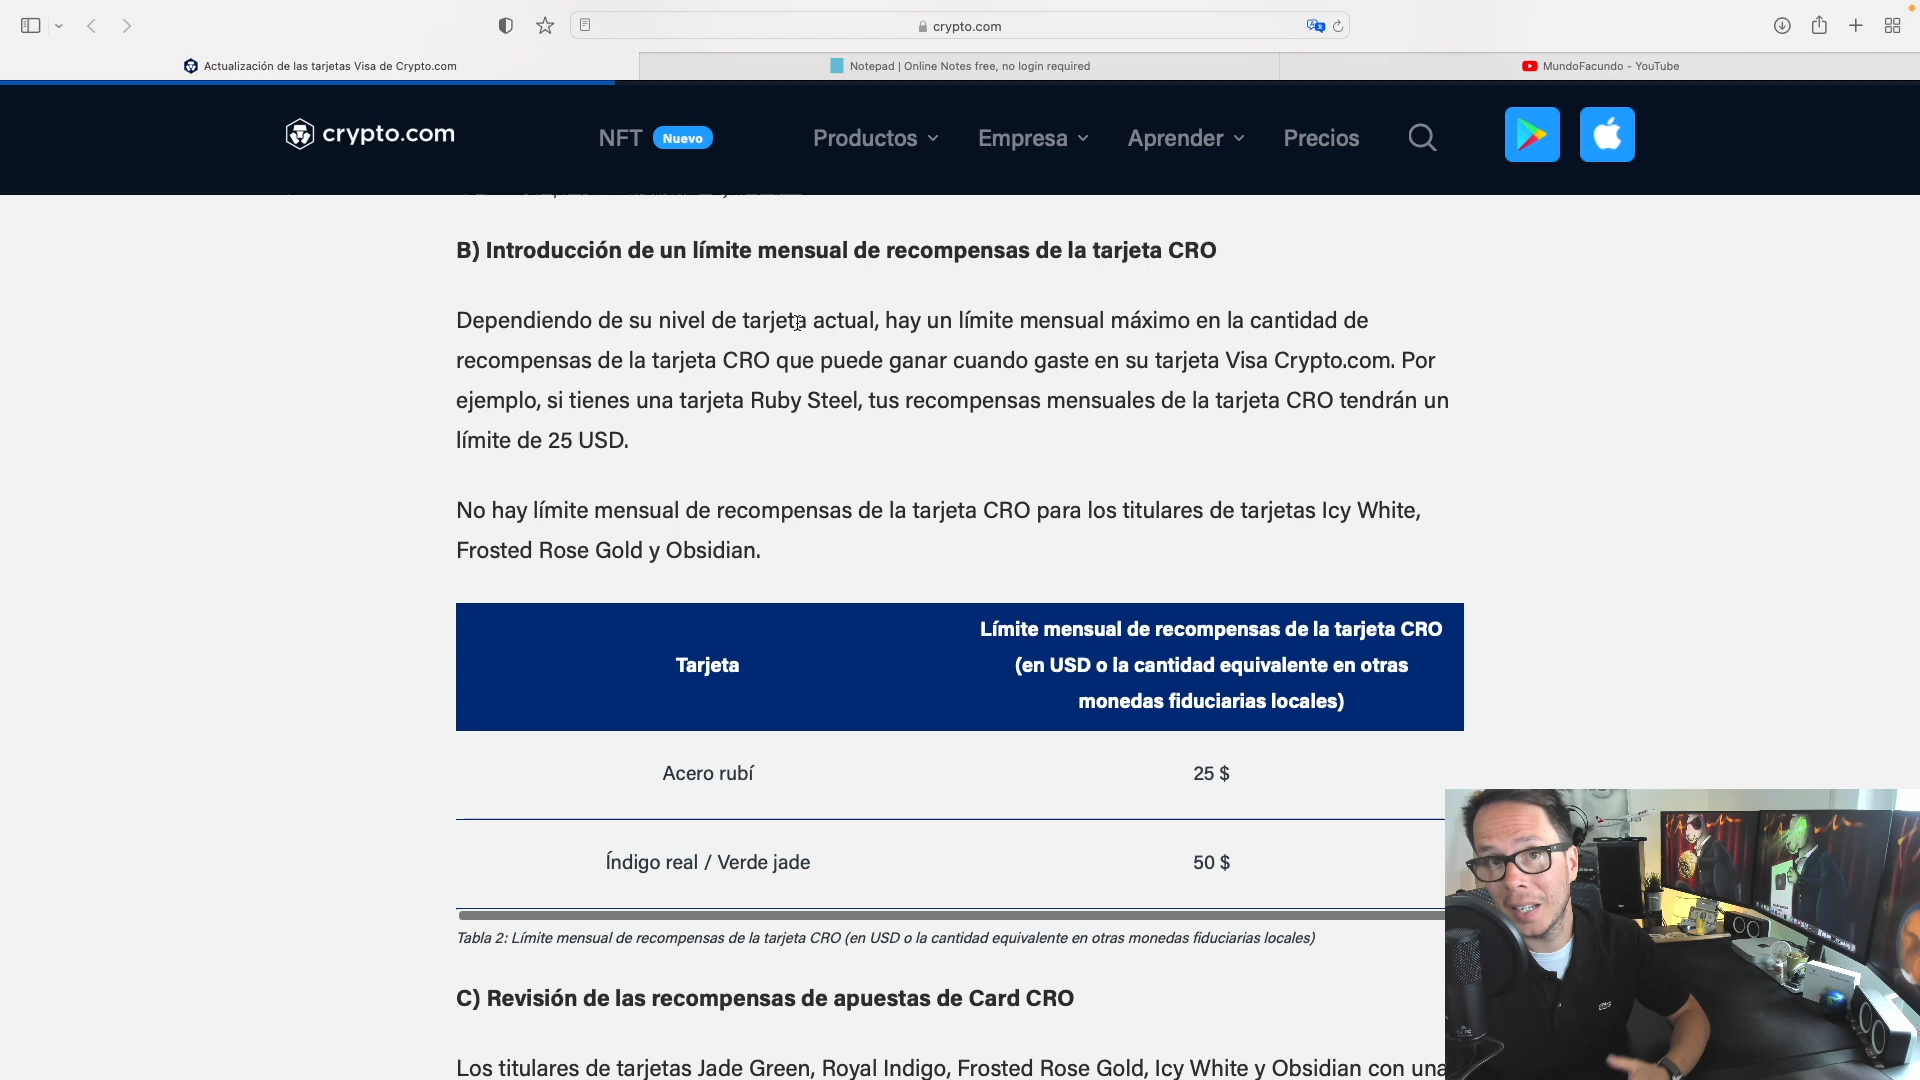 crypto.com
Actualización de las tarjetas Visa de Crypto.com
Notepad | Online Notes free, no login required
MundoFacundo - YouTube
crypto.com
NFT Nuevo
Productos
Empresa
Aprender
Precios
B) Introducción de un límite mensual de recompensas de la tarjeta CRO
Dependiendo de su nivel de tarjeta actual, hay un límite mensual máximo en la cantidad de
recompensas de la tarjeta CRO que puede ganar cuando gaste en su tarjeta Visa Crypto.com. Por
ejemplo, si tienes una tarjeta Ruby Steel, tus recompensas mensuales de la tarjeta CRO tendrán un
límite de 25 USD.
No hay límite mensual de recompensas de la tarjeta CRO para los titulares de tarjetas Icy White,
Frosted Rose Gold y Obsidian.
Tarjeta
Límite mensual de recompensas de la tarjeta CRO
(en USD o la cantidad equivalente en otras
monedas fiduciarias locales)
Acero rubí
25 $
Índigo real / Verde jade
50 $
Tabla 2: Límite mensual de recompensas de la tarjeta CRO (en USD o la cantidad equivalente en otras monedas fiduciarias locales)
C) Revisión de las recompensas de apuestas de Card CRO
Los titulares de tarjetas Jade Green, Royal Indigo, Frosted Rose Gold, Icy White y Obsidian con una